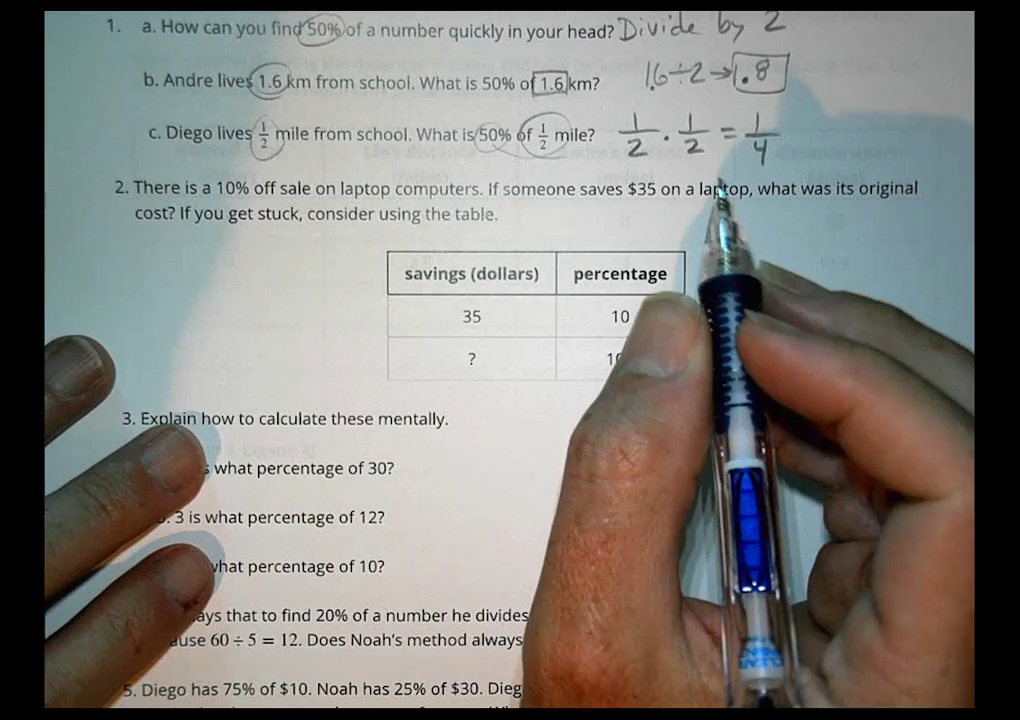 1. a. How can you find 50% of a number quickly in your head? Divide by 2
b. Andre lives 1.6 km from school. What is 50% of 1.6 km? 1.6 ÷ 2 → .8
c. Diego lives 1/2 mile from school. What is 50% of 1/2 mile? 1/2 · 1/2 = 1/4
2. There is a 10% off sale on laptop computers. If someone saves $35 on a laptop, what was its original
cost? If you get stuck, consider using the table.
savings (dollars) percentage
35 10
?
3. Explain how to calculate these mentally.
what percentage of 30?
3 is what percentage of 12?
what percentage of 10?
that to find 20% of a number he divides
60 ÷ 5 = 12. Does Noah's method always
5. Diego has 75% of $10. Noah has 25% of $30.